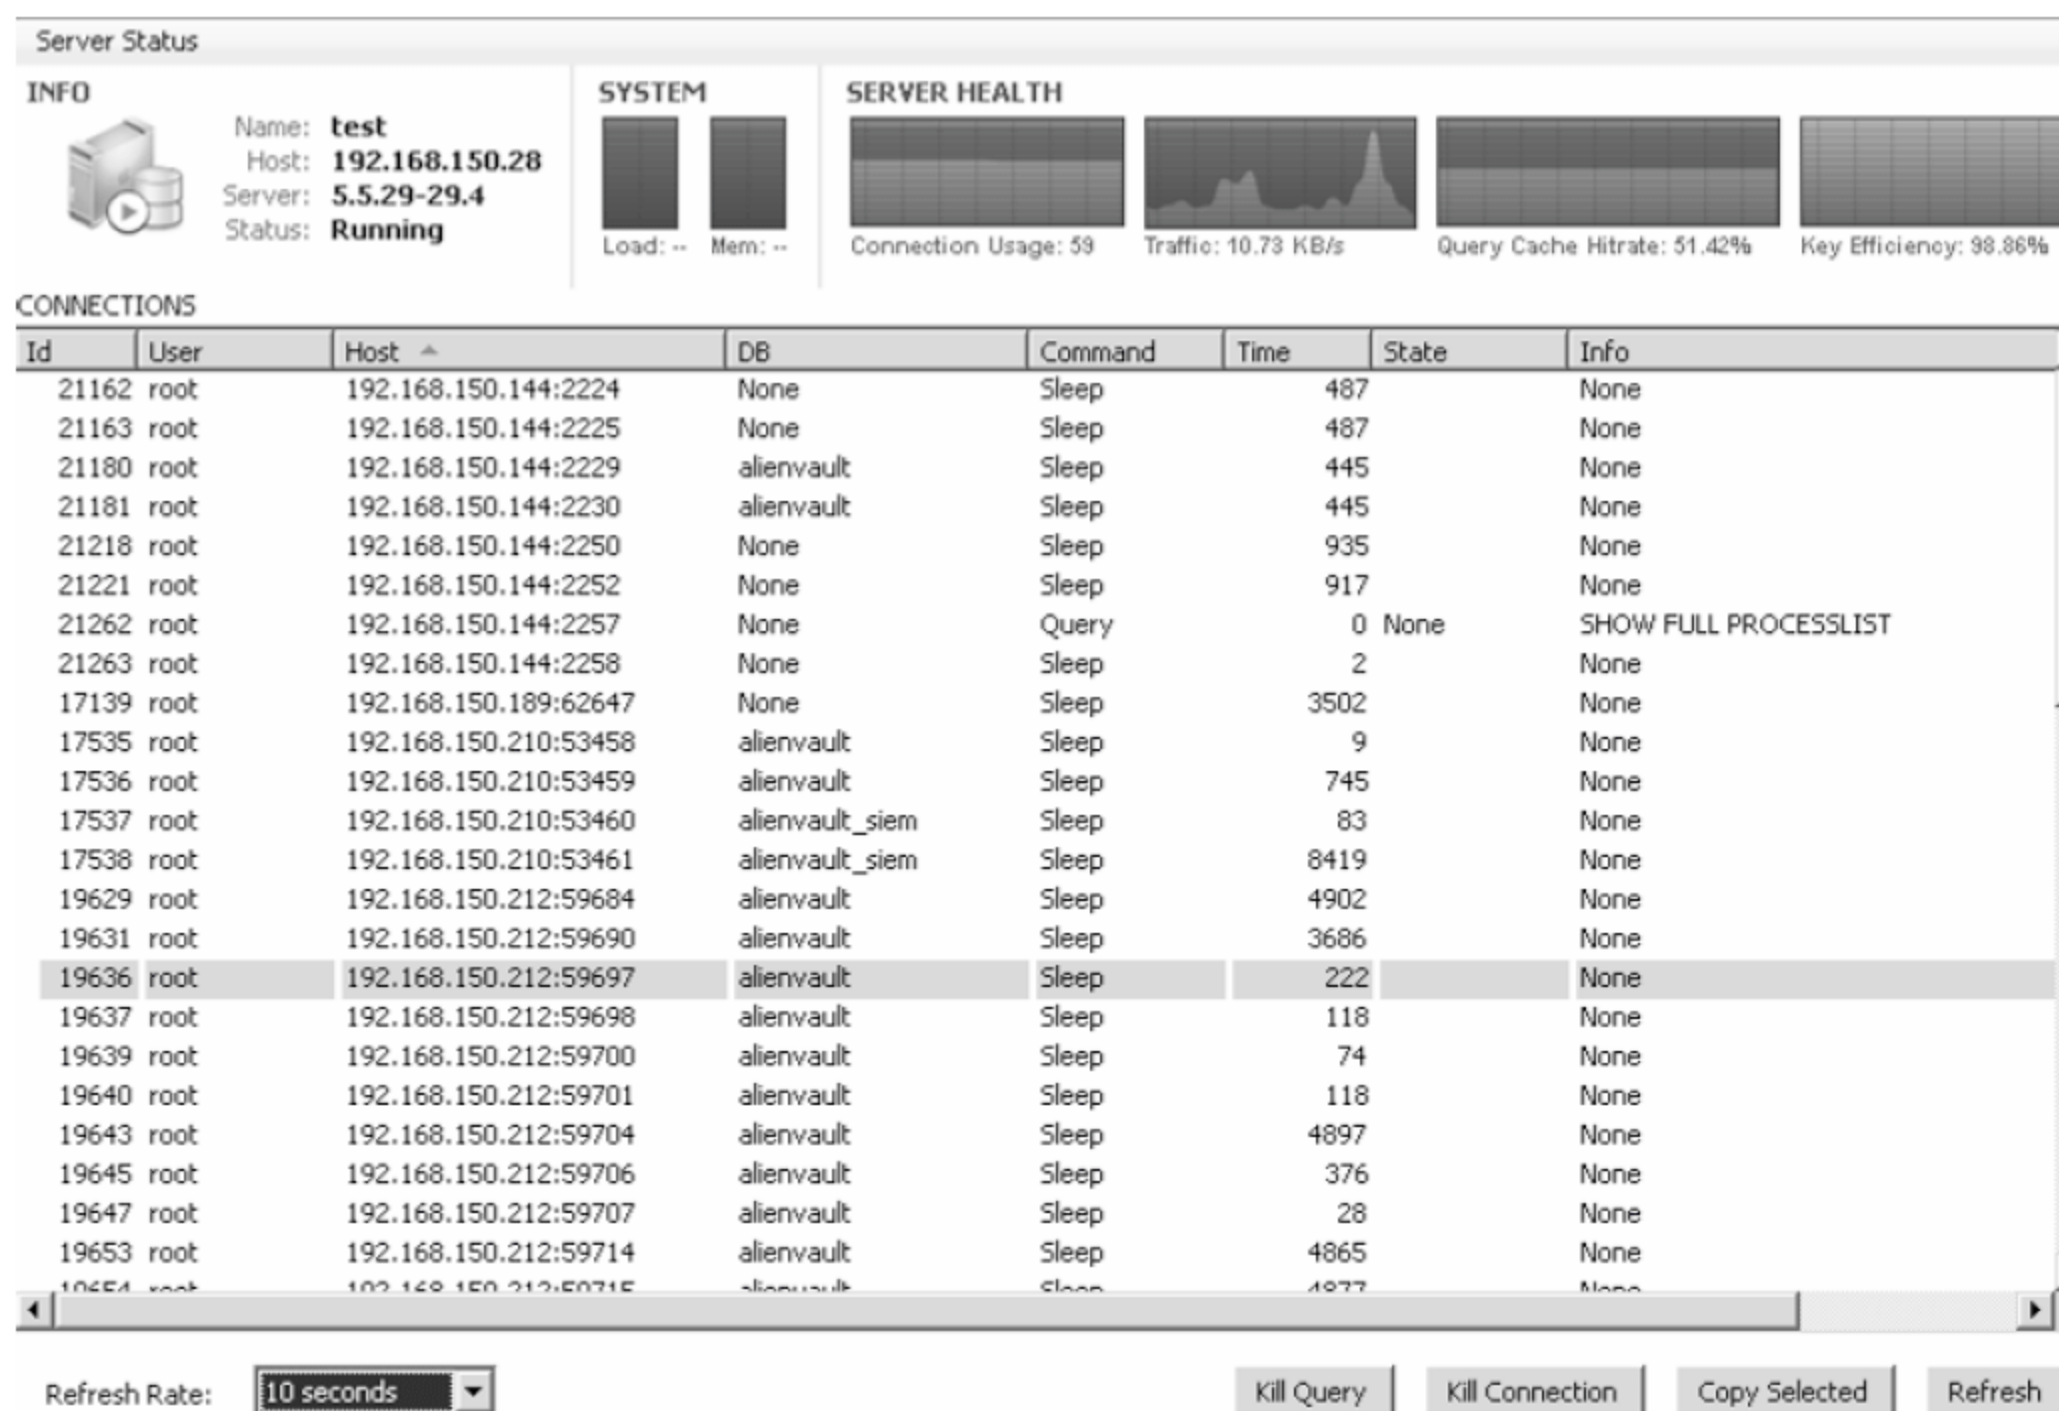 Server Status
INFO
Name: test
Host: 192.168.150.28
Server: 5.5.29-29.4
Status: Running
SYSTEM
Load: -- Mem: --
SERVER HEALTH
Connection Usage: 59
Traffic: 10.73 KB/s
Query Cache Hitrate: 51.42%
Key Efficiency: 98.86%
CONNECTIONS
Id User Host DB Command Time State Info
21162 root 192.168.150.144:2224 None Sleep 487 None
21163 root 192.168.150.144:2225 None Sleep 487 None
21180 root 192.168.150.144:2229 alienvault Sleep 445 None
21181 root 192.168.150.144:2230 alienvault Sleep 445 None
21218 root 192.168.150.144:2250 None Sleep 935 None
21221 root 192.168.150.144:2252 None Sleep 917 None
21262 root 192.168.150.144:2257 None Query 0 None SHOW FULL PROCESSLIST
21263 root 192.168.150.144:2258 None Sleep 2 None
17139 root 192.168.150.189:62647 None Sleep 3502 None
17535 root 192.168.150.210:53458 alienvault Sleep 9 None
17536 root 192.168.150.210:53459 alienvault Sleep 745 None
17537 root 192.168.150.210:53460 alienvault_siem Sleep 83 None
17538 root 192.168.150.210:53461 alienvault_siem Sleep 8419 None
19629 root 192.168.150.212:59684 alienvault Sleep 4902 None
19631 root 192.168.150.212:59690 alienvault Sleep 3686 None
19636 root 192.168.150.212:59697 alienvault Sleep 222 None
19637 root 192.168.150.212:59698 alienvault Sleep 118 None
19639 root 192.168.150.212:59700 alienvault Sleep 74 None
19640 root 192.168.150.212:59701 alienvault Sleep 118 None
19643 root 192.168.150.212:59704 alienvault Sleep 4897 None
19645 root 192.168.150.212:59706 alienvault Sleep 376 None
19647 root 192.168.150.212:59707 alienvault Sleep 28 None
19653 root 192.168.150.212:59714 alienvault Sleep 4865 None
19654 root 192.168.150.212:59715 alienvault Sleep 4877 None
Refresh Rate: 10 seconds Kill Query Kill Connection Copy Selected Refresh